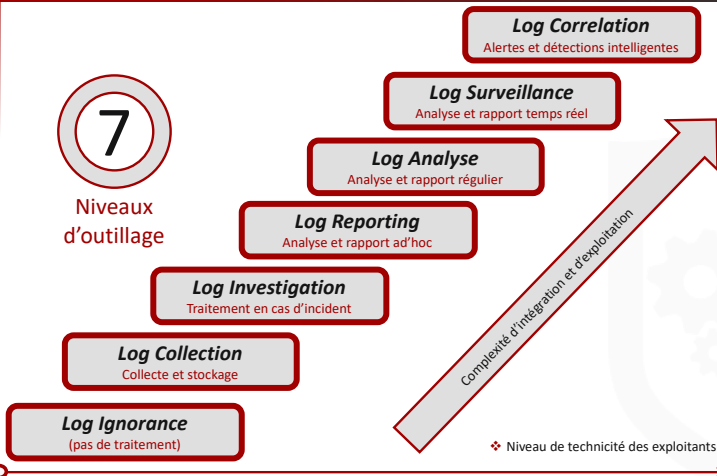 Log Correlation
Alertes et détections intelligentes
Log Surveillance
Analyse et rapport temps réel
7
Niveaux
d'outillage
Log Analyse
Analyse et rapport régulier
Log Reporting
Analyse et rapport ad'hoc
Log Investigation
Traitement en cas d'incident
Log Collection
Collecte et stockage
Log Ignorance
(pas de traitement)
Complexité d'intégration et d'exploitation
❖ Niveau de technicité des exploitants